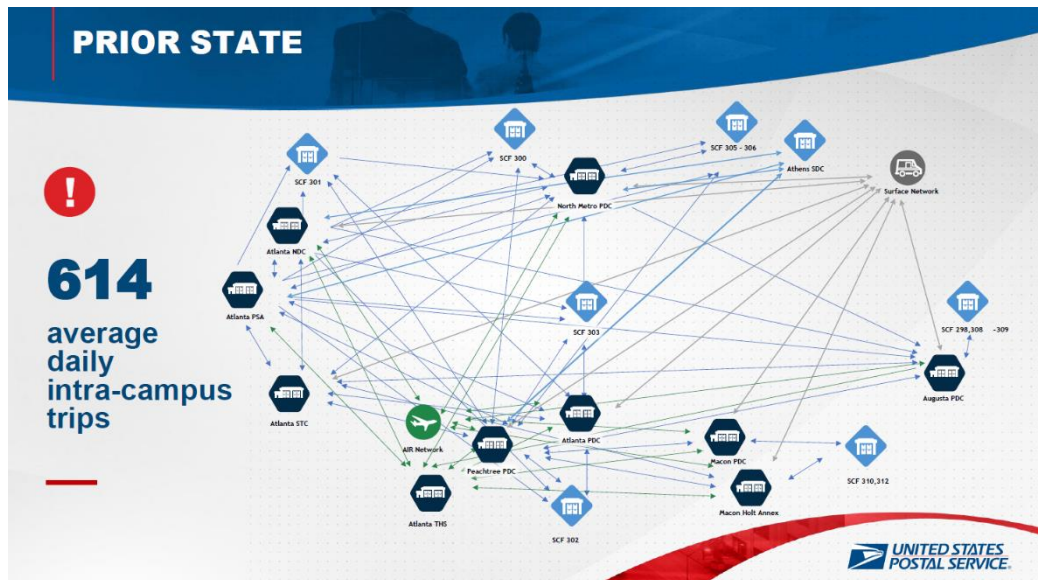 PRIOR STATE
!
614
average
daily
intra-campus
trips
SCF 301
SCF 300
SCF 305 - 306
Athens SDC
Surface Network
North Metro PDC
Atlanta NDC
Atlanta PSA
SCF 303
SCF 298,308 -309
Augusta PDC
Atlanta STC
AIR Network
Peachtree PDC
Atlanta PDC
Macon PDC
SCF 310,312
Atlanta THS
Macon Holt Annex
SCF 302
UNITED STATES
POSTAL SERVICE®